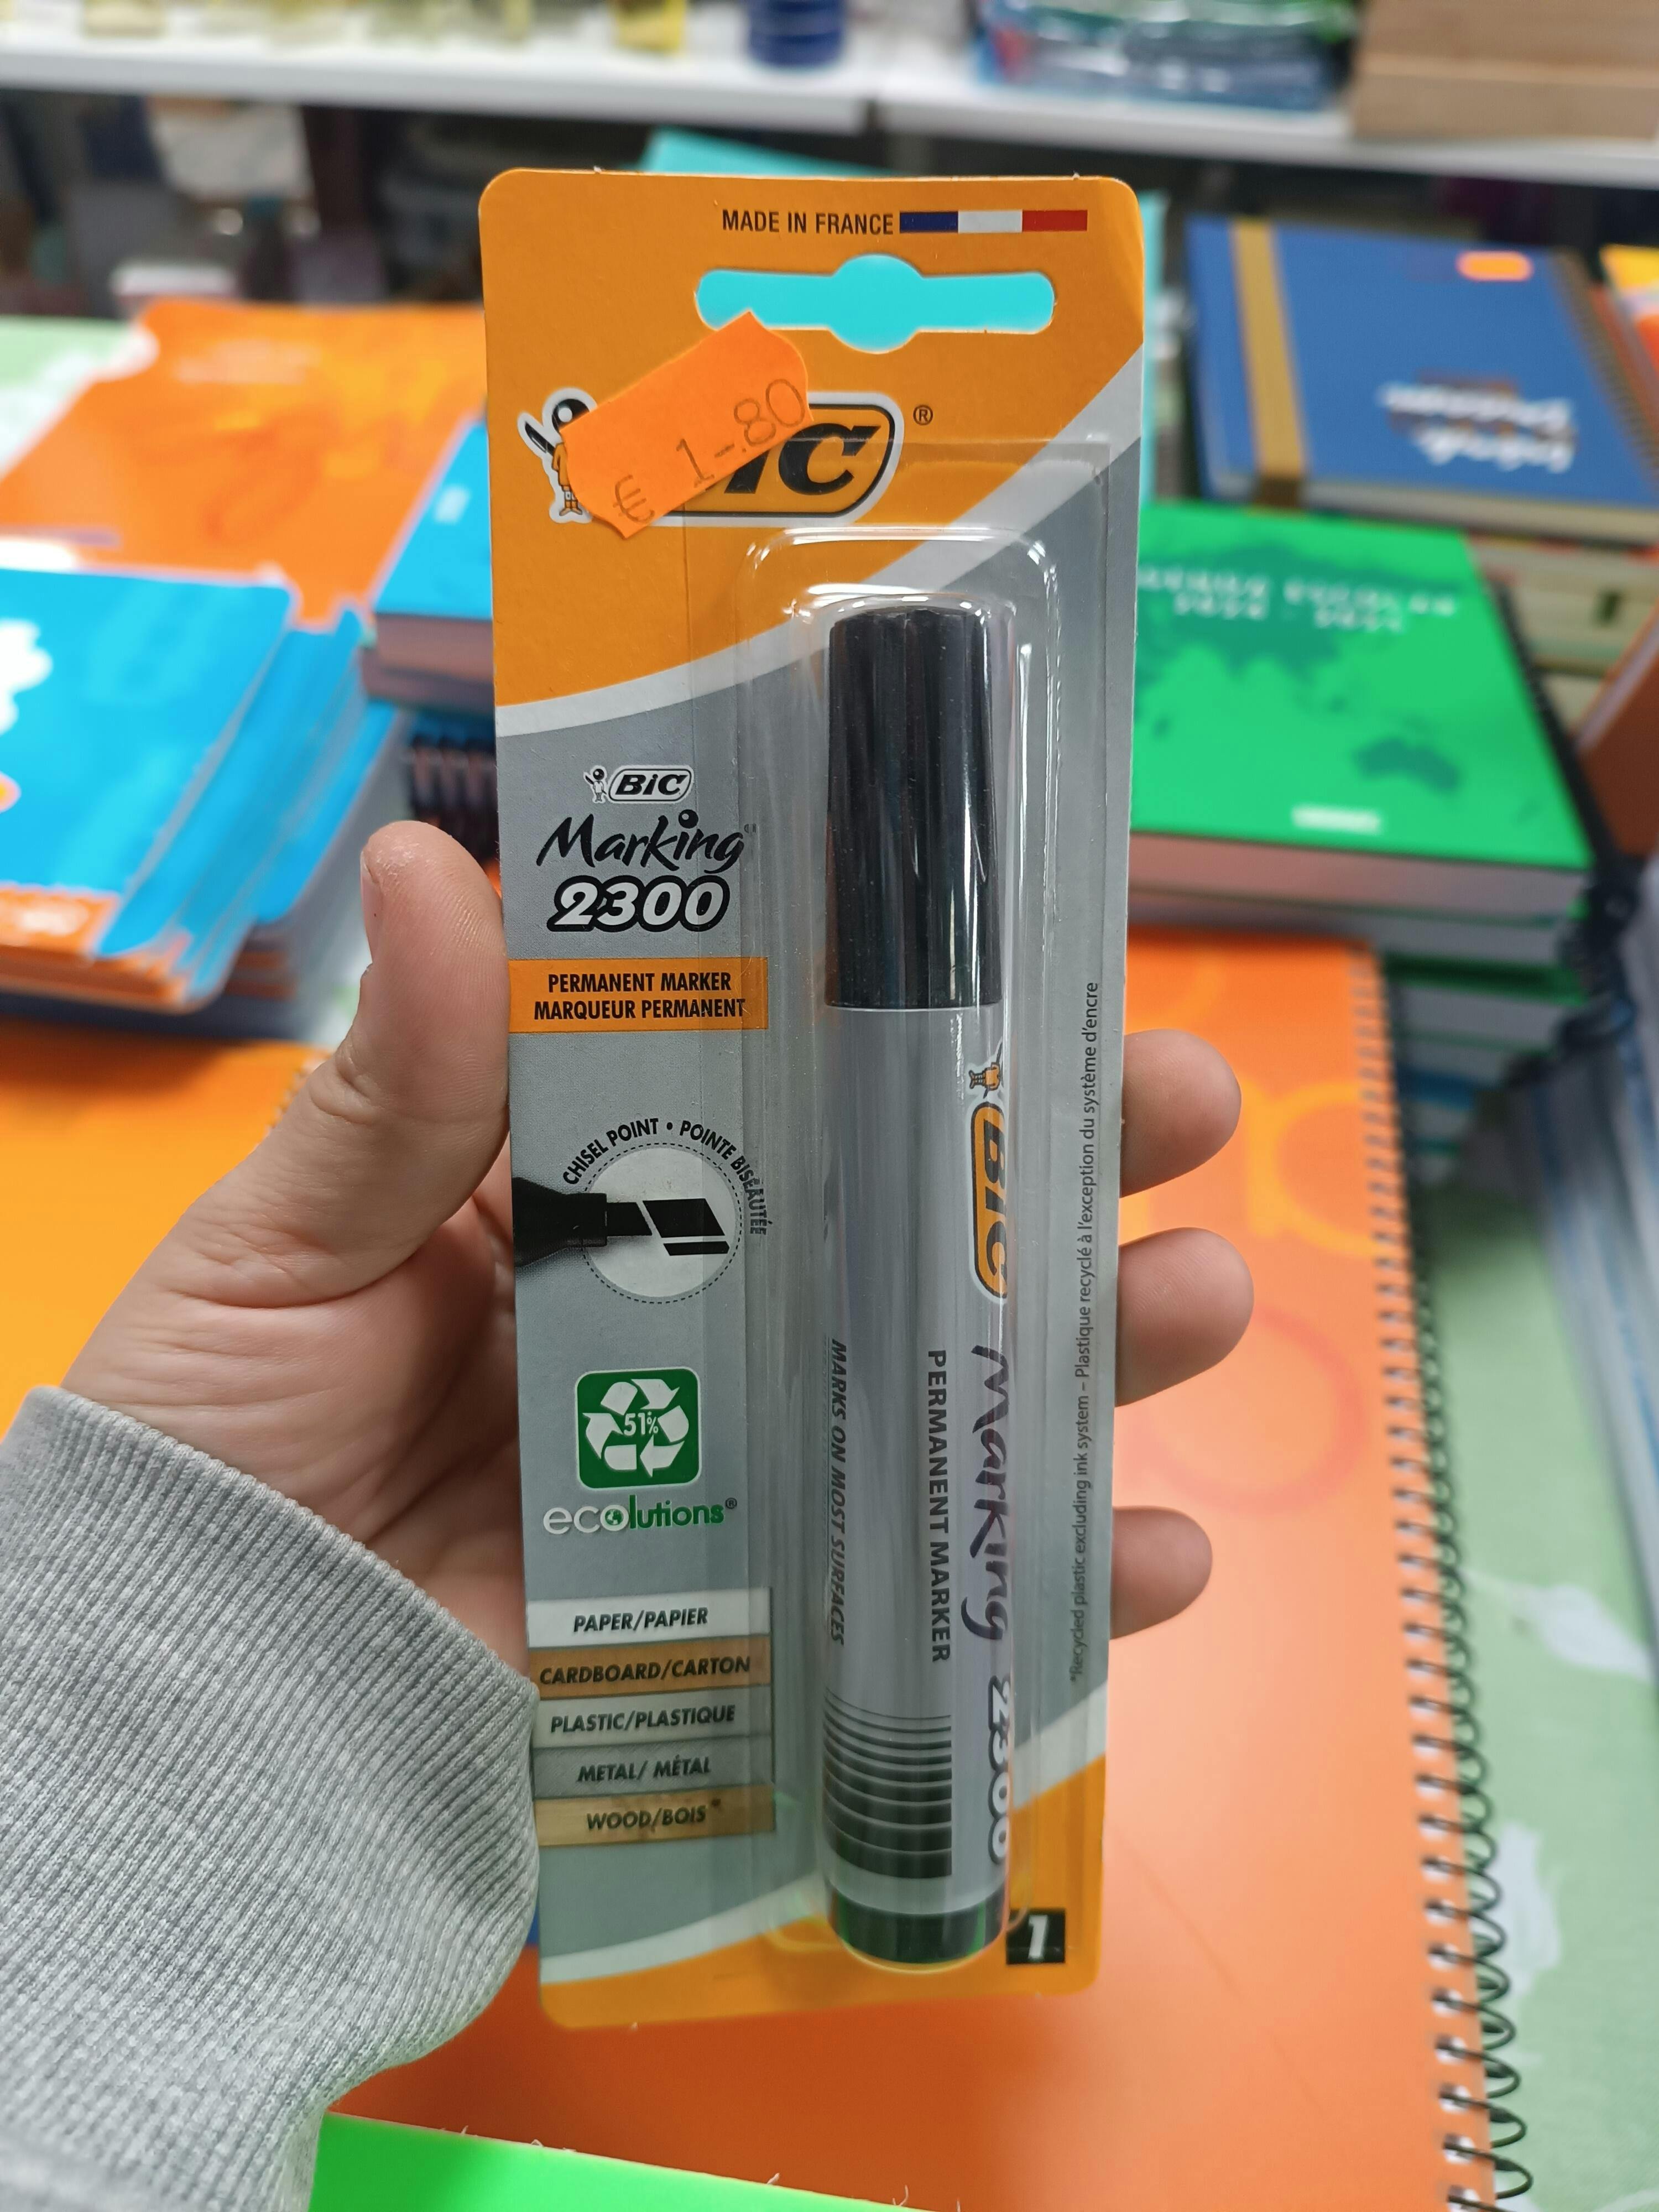 MADE IN FRANCE
€ 1-.80
BiC ®
BiC
Marking
2300
PERMANENT MARKER
MARQUEUR PERMANENT
CHISEL POINT • POINTE BISEAUTÉE
51%
ecolutions®
PAPER/PAPIER
CARDBOARD/CARTON
PLASTIC/PLASTIQUE
METAL/ MÉTAL
WOOD/BOIS*
BiC Marking 2300
PERMANENT MARKER
MARKS ON MOST SURFACES
*Recycled plastic excluding ink system – Plastique recyclé à l'exception du système d'encre
1